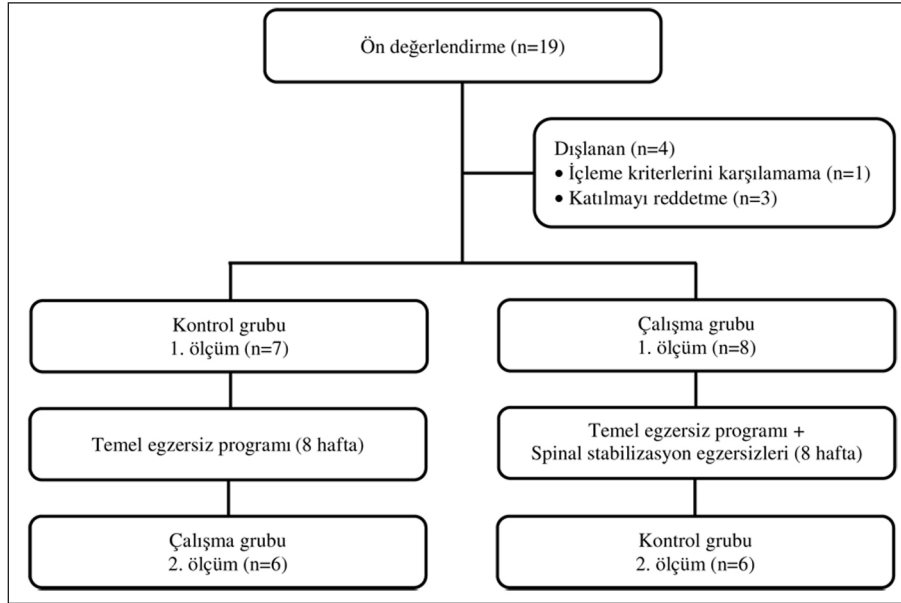 Ön değerlendirme (n=19)
Dışlanan (n=4)
• İçleme kriterlerini karşılamama (n=1)
• Katılmayı reddetme (n=3)
Kontrol grubu
1. ölçüm (n=7)
Çalışma grubu
1. ölçüm (n=8)
Temel egzersiz programı (8 hafta)
Temel egzersiz programı +
Spinal stabilizasyon egzersizleri (8 hafta)
Çalışma grubu
2. ölçüm (n=6)
Kontrol grubu
2. ölçüm (n=6)